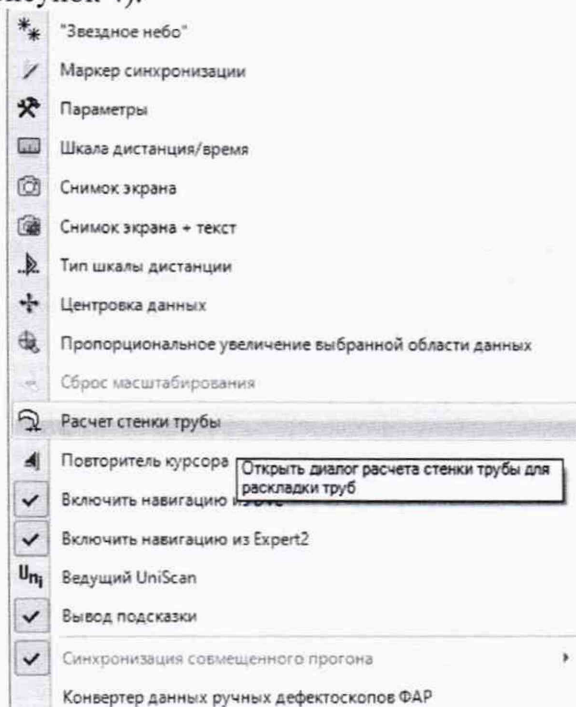 "Звездное небо"
Маркер синхронизации
Параметры
Шкала дистанция/время
Снимок экрана
Снимок экрана + текст
Тип шкалы дистанции
Центровка данных
Пропорциональное увеличение выбранной области данных
Сброс масштабирования
Расчет стенки трубы
Повторитель курсора
Открыть диалог расчета стенки трубы для
раскладки труб
Включить навигацию
Включить навигацию из Expert2
Uni Ведущий UniScan
Вывод подсказки
Синхронизация совмещенного прогона
Конвертер данных ручных дефектоскопов ФАР